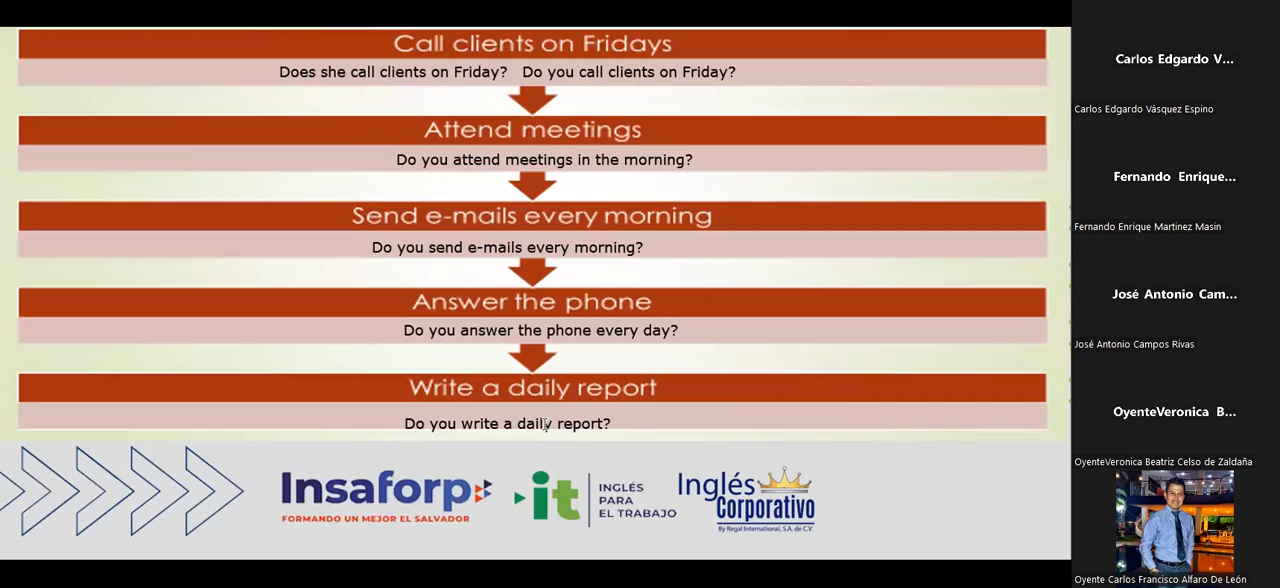 Call clients on Fridays
Does she call clients on Friday? Do you call clients on Friday?
Attend meetings
Do you attend meetings in the morning?
Send e-mails every morning
Do you send e-mails every morning?
Answer the phone
Do you answer the phone every day?
Write a daily report
Do you write a daily report?
Insaforp
FORMANDO UN MEJOR EL SALVADOR
it
INGLÉS
PARA
EL TRABAJO
Inglés
Corporativo
By Regal International, S.A. de C.V.
Carlos Edgardo V...
Carlos Edgardo Vásquez Espino
Fernando Enrique...
Fernando Enrique Martinez Masin
José Antonio Cam...
José Antonio Campos Rivas
OyenteVeronica B...
OyenteVeronica Beatriz Celso de Zaldaña
Oyente Carlos Francisco Alfaro De León